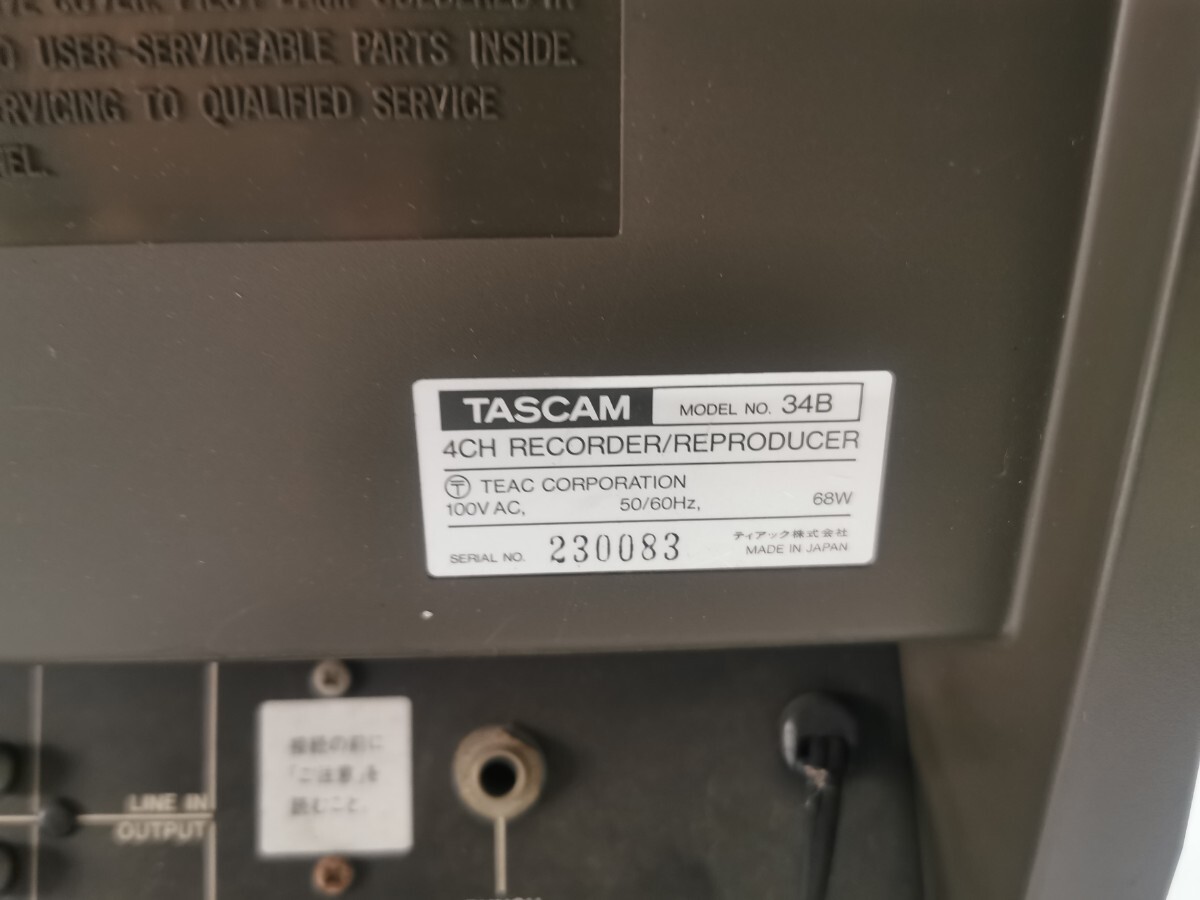 USER-SERVICEABLE PARTS INSIDE.
TO QUALIFIED SERVICE
TASCAM MODEL NO. 34B
4CH RECORDER/REPRODUCER
〒 TEAC CORPORATION
100V AC, 50/60Hz, 68W
ティアック株式会社
SERIAL NO. 230083 MADE IN JAPAN
LINE IN
OUTPUT
接続の前に
「ご注意」を
読むこと。